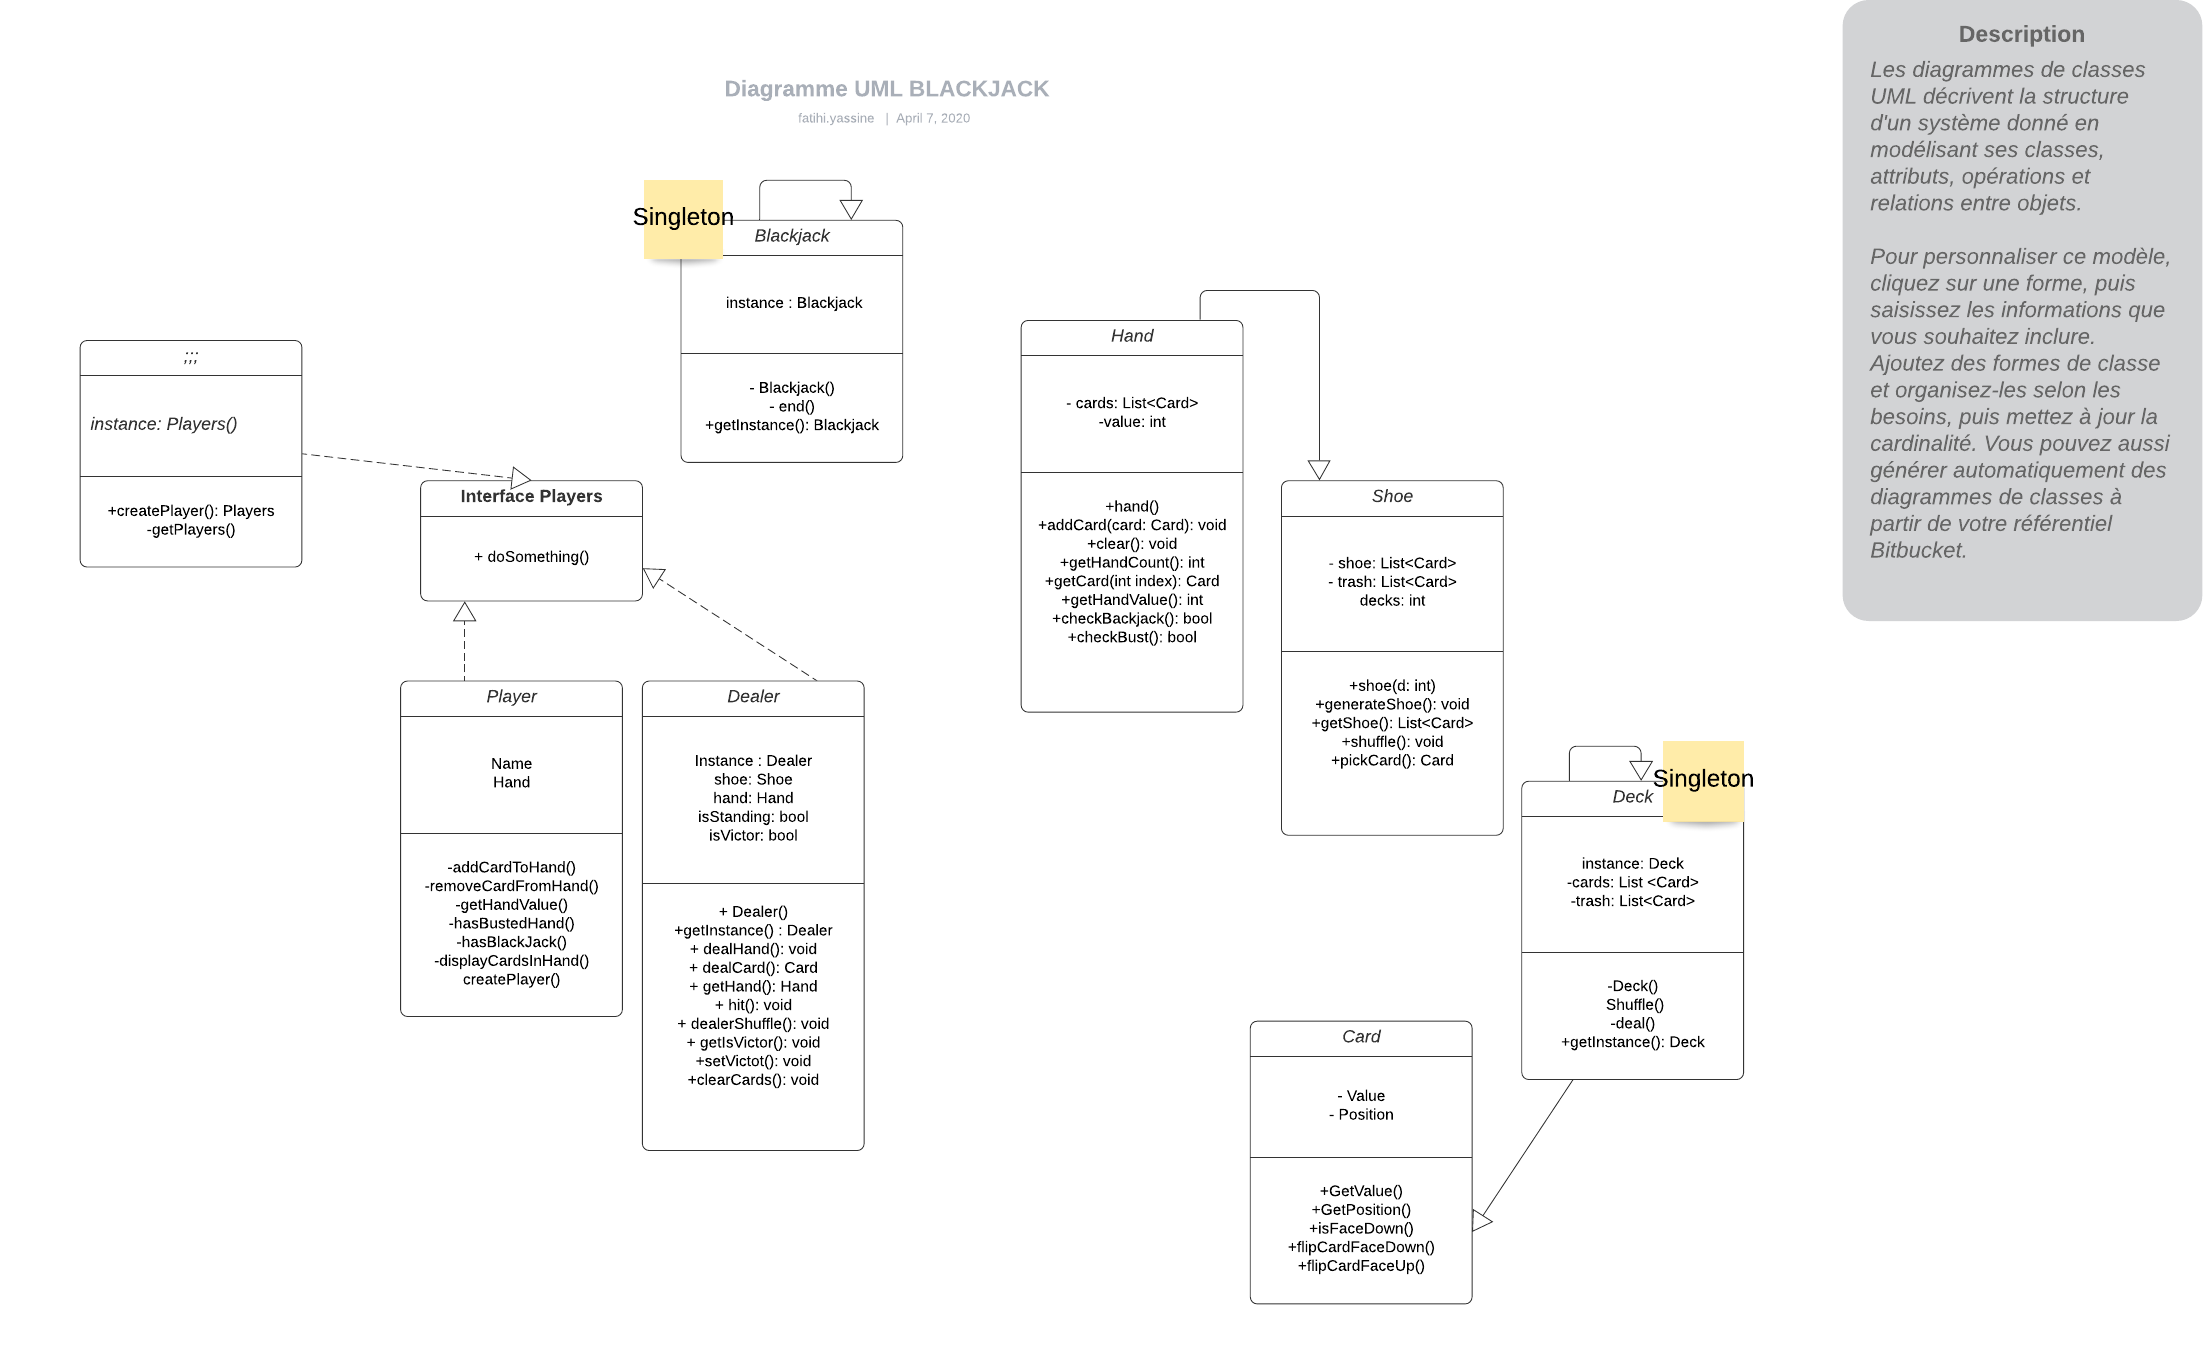 Diagramme UML BLACKJACK
fatihi.yassine | April 7, 2020
Description
Les diagrammes de classes
UML décrivent la structure
d'un système donné en
modélisant ses classes,
attributs, opérations et
relations entre objets.
Pour personnaliser ce modèle,
cliquez sur une forme, puis
saisissez les informations que
vous souhaitez inclure.
Ajoutez des formes de classe
et organisez-les selon les
besoins, puis mettez à jour la
cardinalité. Vous pouvez aussi
générer automatiquement des
diagrammes de classes à
partir de votre référentiel
Bitbucket.
Singleton
Blackjack
instance : Blackjack
- Blackjack()
- end()
+getInstance(): Blackjack
;;;
instance: Players()
+createPlayer(): Players
-getPlayers()
Interface Players
+ doSomething()
Player
Name
Hand
-addCardToHand()
-removeCardFromHand()
-getHandValue()
-hasBustedHand()
-hasBlackJack()
-displayCardsInHand()
createPlayer()
Dealer
Instance : Dealer
shoe: Shoe
hand: Hand
isStanding: bool
isVictor: bool
+ Dealer()
+getInstance() : Dealer
+ dealHand(): void
+ dealCard(): Card
+ getHand(): Hand
+ hit(): void
+ dealerShuffle(): void
+ getIsVictor(): void
+setVictot(): void
+clearCards(): void
Hand
- cards: List<Card>
-value: int
+hand()
+addCard(card: Card): void
+clear(): void
+getHandCount(): int
+getCard(int index): Card
+getHandValue(): int
+checkBackjack(): bool
+checkBust(): bool
Shoe
- shoe: List<Card>
- trash: List<Card>
decks: int
+shoe(d: int)
+generateShoe(): void
+getShoe(): List<Card>
+shuffle(): void
+pickCard(): Card
Singleton
Deck
instance: Deck
-cards: List <Card>
-trash: List<Card>
-Deck()
Shuffle()
-deal()
+getInstance(): Deck
Card
- Value
- Position
+GetValue()
+GetPosition()
+isFaceDown()
+flipCardFaceDown()
+flipCardFaceUp()